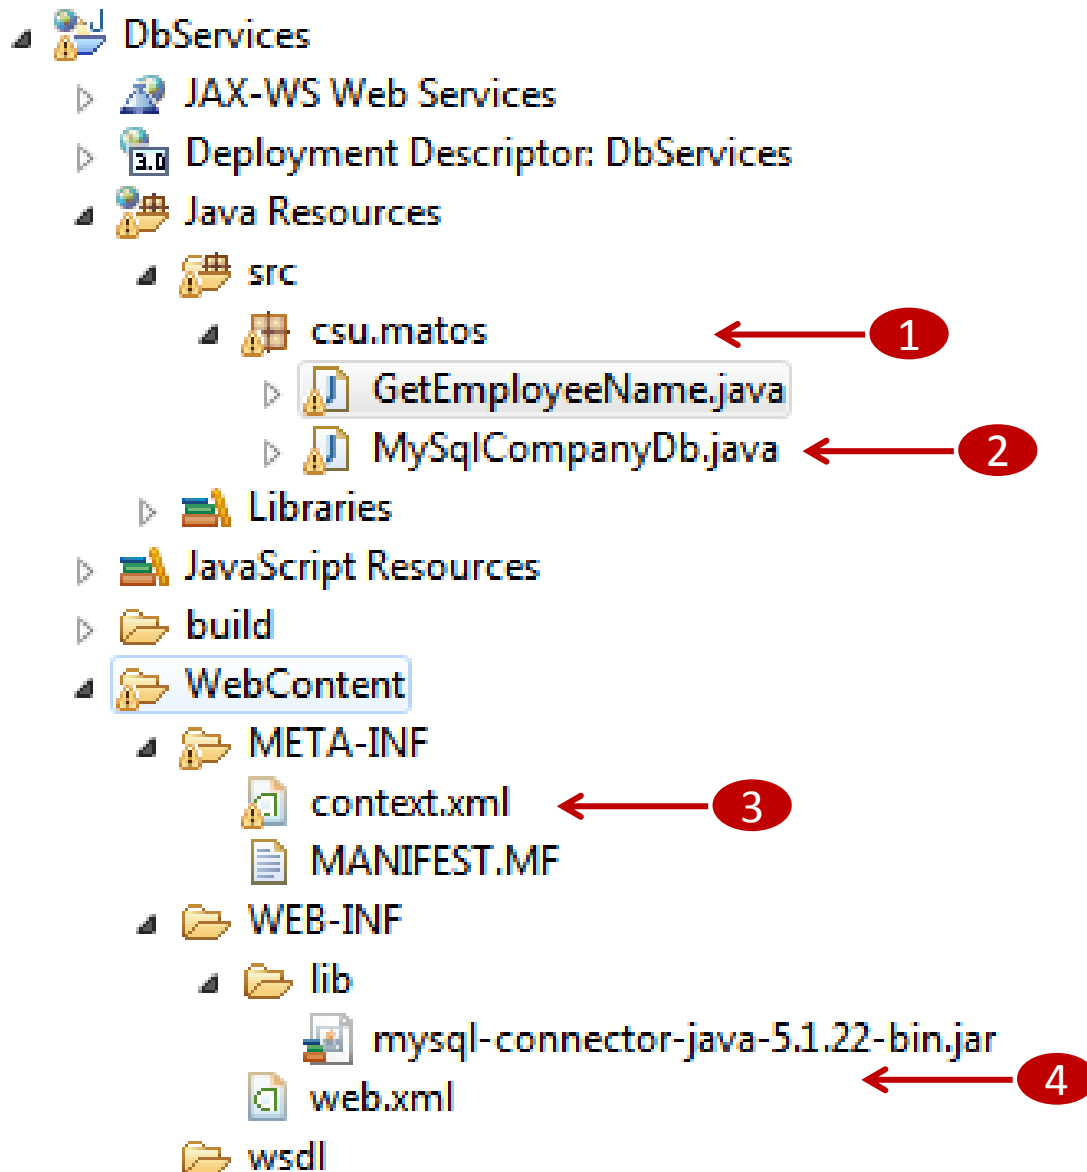 DbServices
JAX-WS Web Services
3.0 Deployment Descriptor: DbServices
Java Resources
src
csu.matos 1
GetEmployeeName.java
MySqlCompanyDb.java 2
Libraries
JavaScript Resources
build
WebContent
META-INF
context.xml 3
MANIFEST.MF
WEB-INF
lib
mysql-connector-java-5.1.22-bin.jar
4
web.xml
wsdl